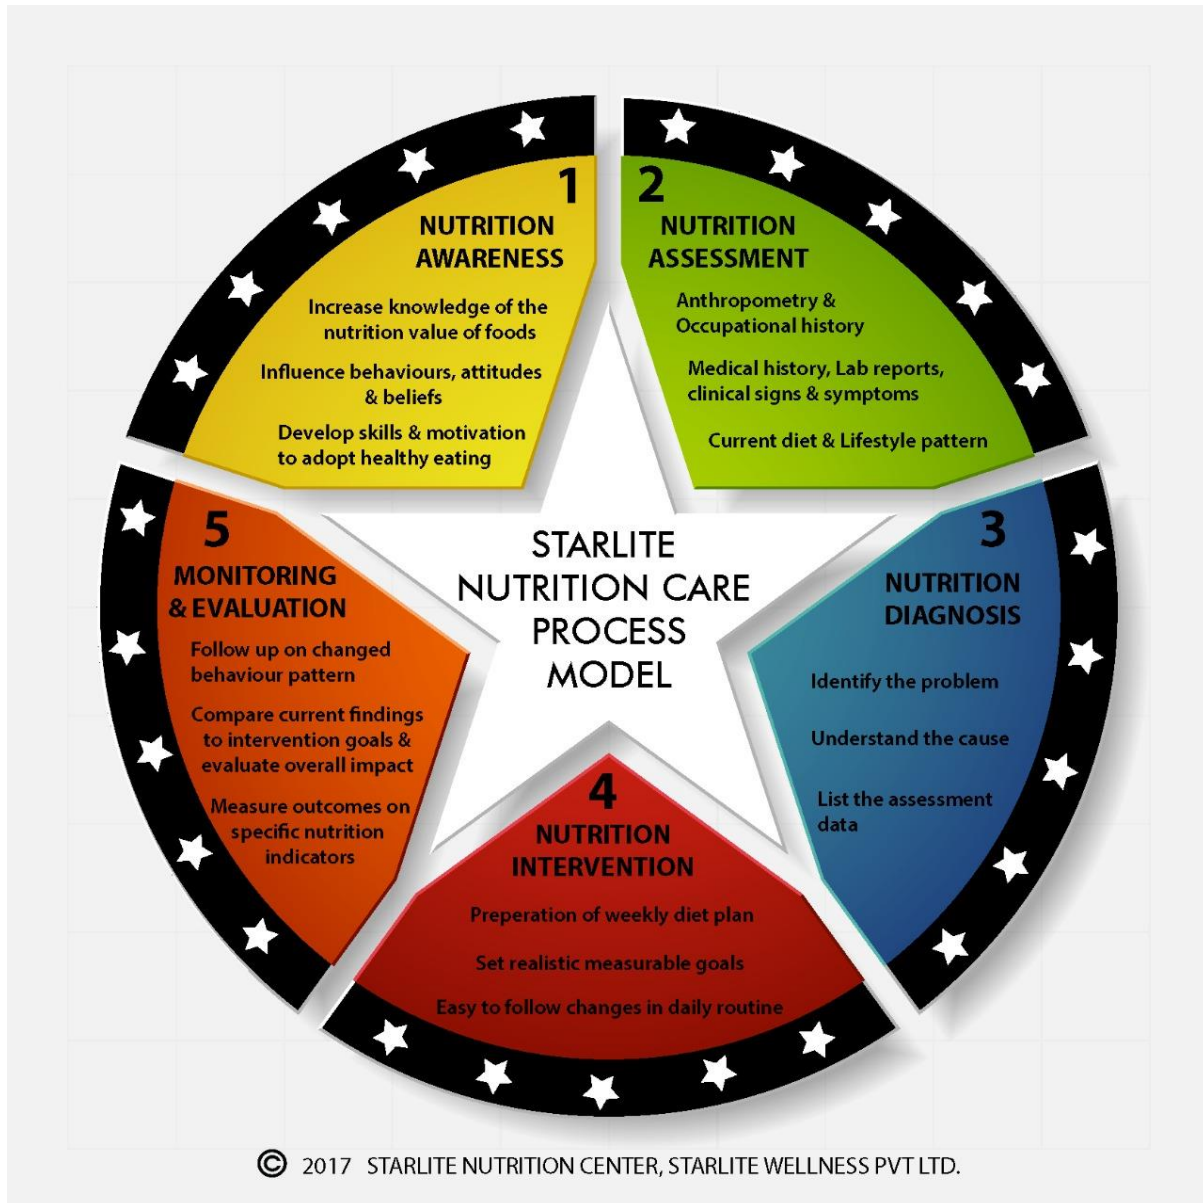 1
NUTRITION
AWARENESS
Increase knowledge of the
nutrition value of foods
Influence behaviours, attitudes
& beliefs
Develop skills & motivation
to adopt healthy eating
2
NUTRITION
ASSESSMENT
Anthropometry &
Occupational history
Medical history, Lab reports,
clinical signs & symptoms
Current diet & Lifestyle pattern
3
NUTRITION
DIAGNOSIS
Identify the problem
Understand the cause
List the assessment
data
4
NUTRITION
INTERVENTION
Preperation of weekly diet plan
Set realistic measurable goals
Easy to follow changes in daily routine
5
MONITORING
& EVALUATION
Follow up on changed
behaviour pattern
Compare current findings
to intervention goals &
evaluate overall impact
Measure outcomes on
specific nutrition
indicators
STARLITE
NUTRITION CARE
PROCESS
MODEL
© 2017 STARLITE NUTRITION CENTER, STARLITE WELLNESS PVT LTD.